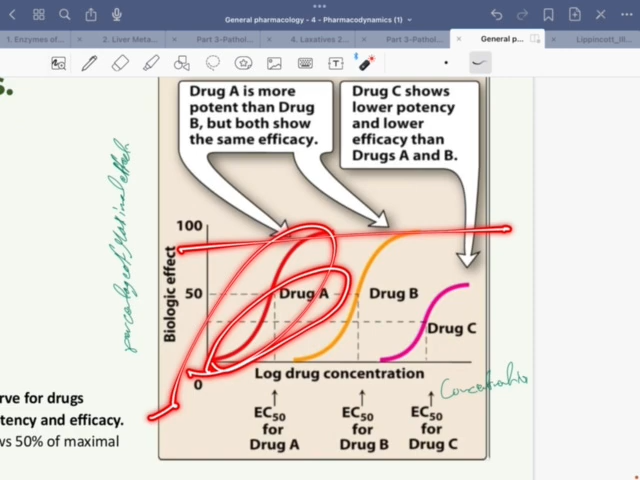 General pharmacology - 4 - Pharmacodynamics (1)
1. Enzymes of...
2. Liver Meta...
Part 3-Pathol...
4. Laxatives 2...
Part 3-Pathol...
General p...
Lippincott_Ill...
s.
Drug A is more
potent than Drug
B, but both show
the same efficacy.
Drug C shows
lower potency
and lower
efficacy than
Drugs A and B.
100
50
0
Biologic effect
Drug A
Drug B
Drug C
Log drug concentration
EC50
for
Drug A
EC50
for
Drug B
EC50
for
Drug C
rve for drugs
tency and efficacy.
ws 50% of maximal